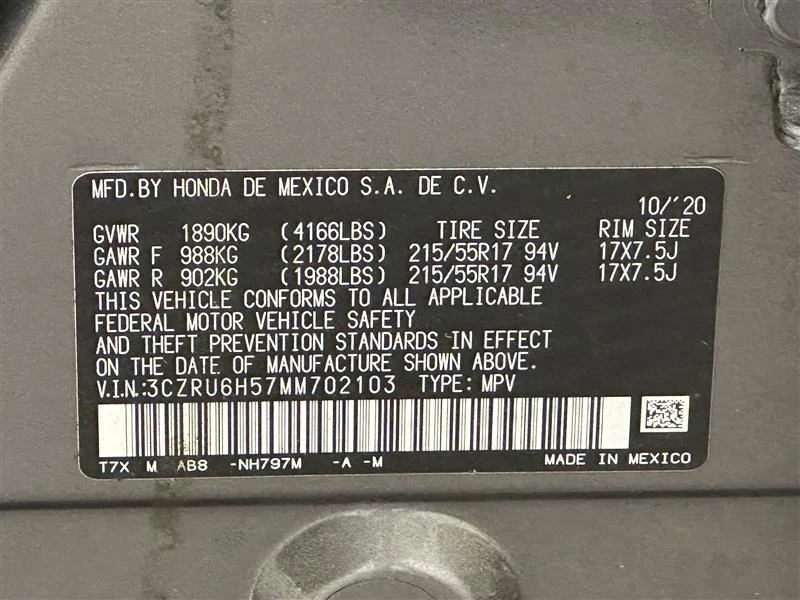 MFD.BY HONDA DE MEXICO S.A. DE C.V.
10/'20
GVWR 1890KG (4166LBS) TIRE SIZE RIM SIZE
GAWR F 988KG (2178LBS) 215/55R17 94V 17X7.5J
GAWR R 902KG (1988LBS) 215/55R17 94V 17X7.5J
THIS VEHICLE CONFORMS TO ALL APPLICABLE
FEDERAL MOTOR VEHICLE SAFETY
AND THEFT PREVENTION STANDARDS IN EFFECT
ON THE DATE OF MANUFACTURE SHOWN ABOVE.
V.I.N.:3CZRU6H57MM702103 TYPE: MPV
T7X M AB8 -NH797M -A -M MADE IN MEXICO